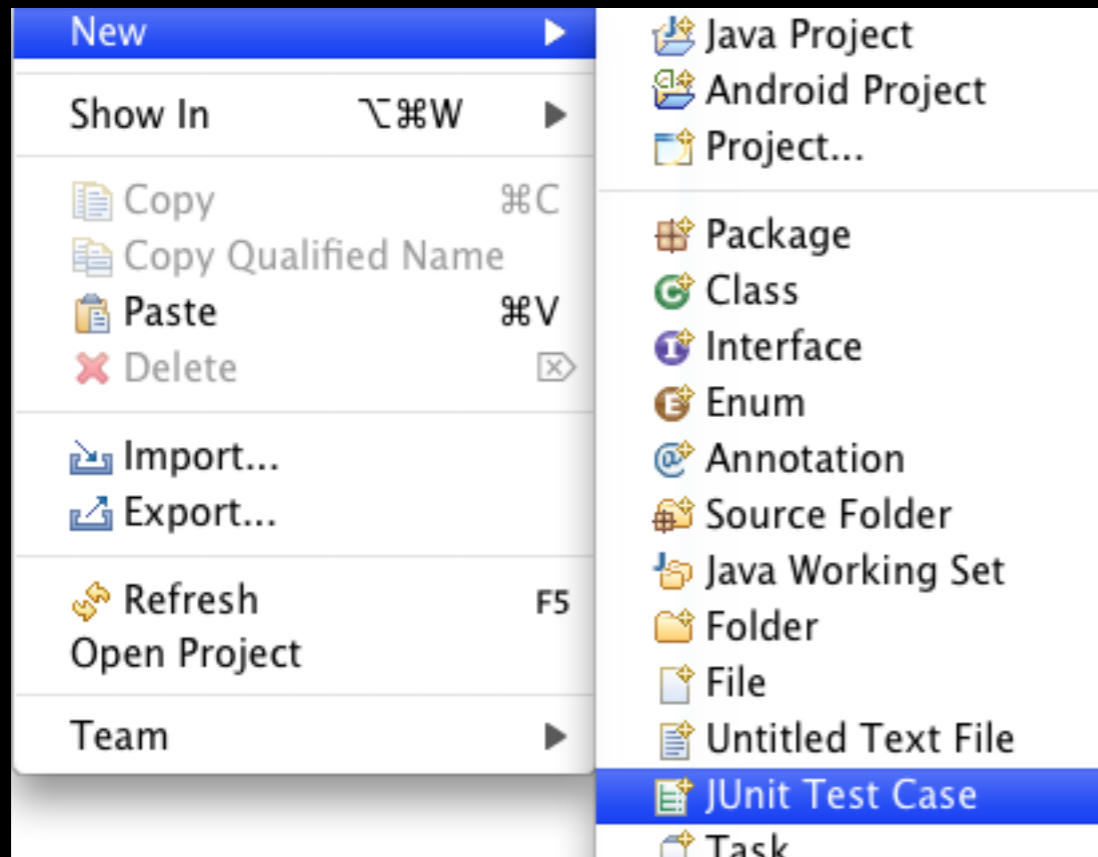 New
Show In ⌥⌘W
Copy ⌘C
Copy Qualified Name
Paste ⌘V
Delete ⌦
Import...
Export...
Refresh F5
Open Project
Team
Java Project
Android Project
Project...
Package
Class
Interface
Enum
Annotation
Source Folder
Java Working Set
Folder
File
Untitled Text File
JUnit Test Case
Task